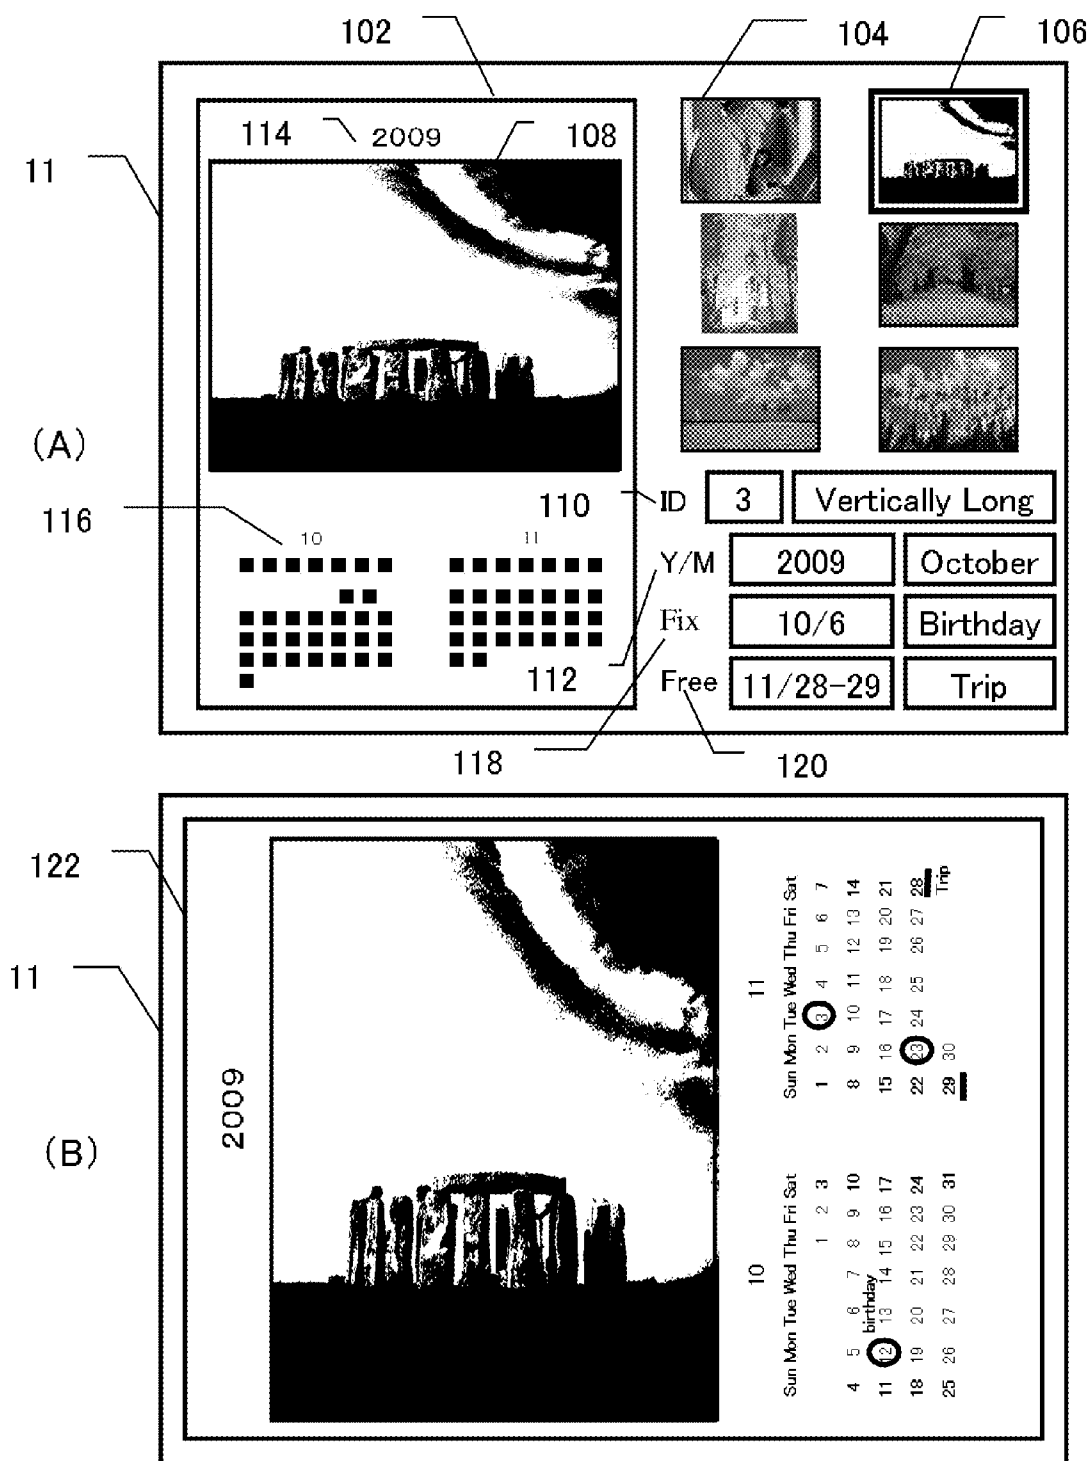 102
104
106
114
2009
108
11
(A)
110
ID
3
Vertically Long
116
10
11
Y/M
2009
October
Fix
10/6
Birthday
112
Free
11/28-29
Trip
118
120
122
11
(B)
2009
10
Sun Mon Tue Wed Thu Fri Sat
1 2 3
4 5 6 7 8 9 10
birthday
11 12 13 14 15 16 17
18 19 20 21 22 23 24
25 26 27 28 29 30 31
11
Sun Mon Tue Wed Thu Fri Sat
1 2 3 4 5 6 7
8 9 10 11 12 13 14
15 16 17 18 19 20 21
22 23 24 25 26 27 28
Trip
29 30